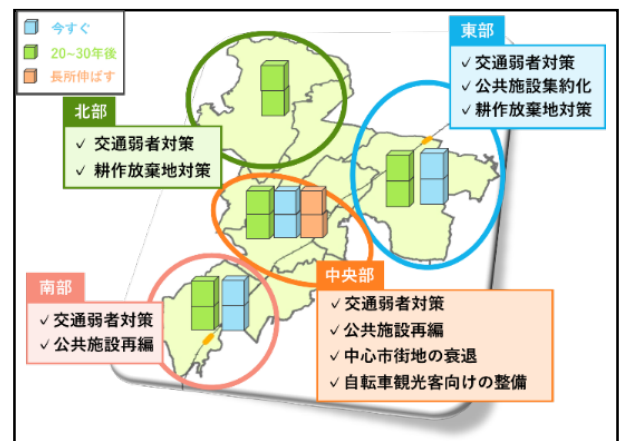 今すぐ
20~30年後
長所伸ばす
東部
✓ 交通弱者対策
✓ 公共施設集約化
✓ 耕作放棄地対策
北部
✓ 交通弱者対策
✓ 耕作放棄地対策
中央部
✓ 交通弱者対策
✓ 公共施設再編
✓ 中心市街地の衰退
✓ 自転車観光客向けの整備
南部
✓ 交通弱者対策
✓ 公共施設再編